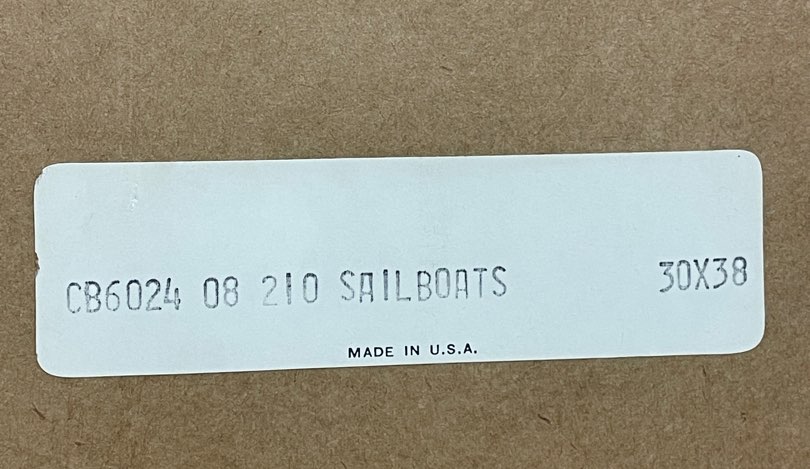 CB6024 08 210 SAILBOATS 30X38
MADE IN U.S.A.